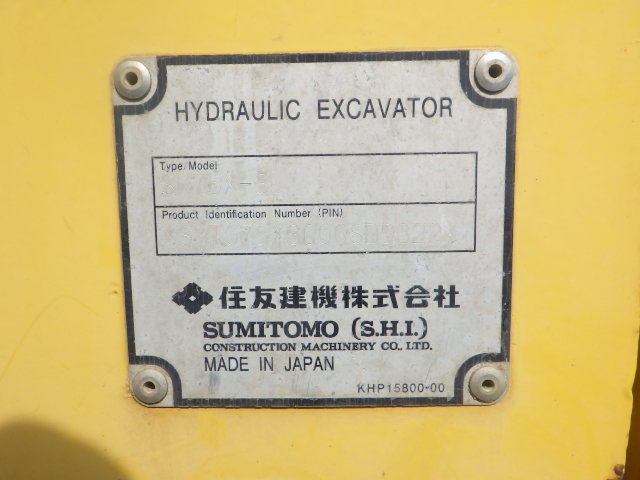 HYDRAULIC EXCAVATOR
Type/Model
Product Identification Number (PIN)
住友建機株式会社
SUMITOMO (S.H.I.)
CONSTRUCTION MACHINERY CO., LTD.
MADE IN JAPAN
KHP15800-00